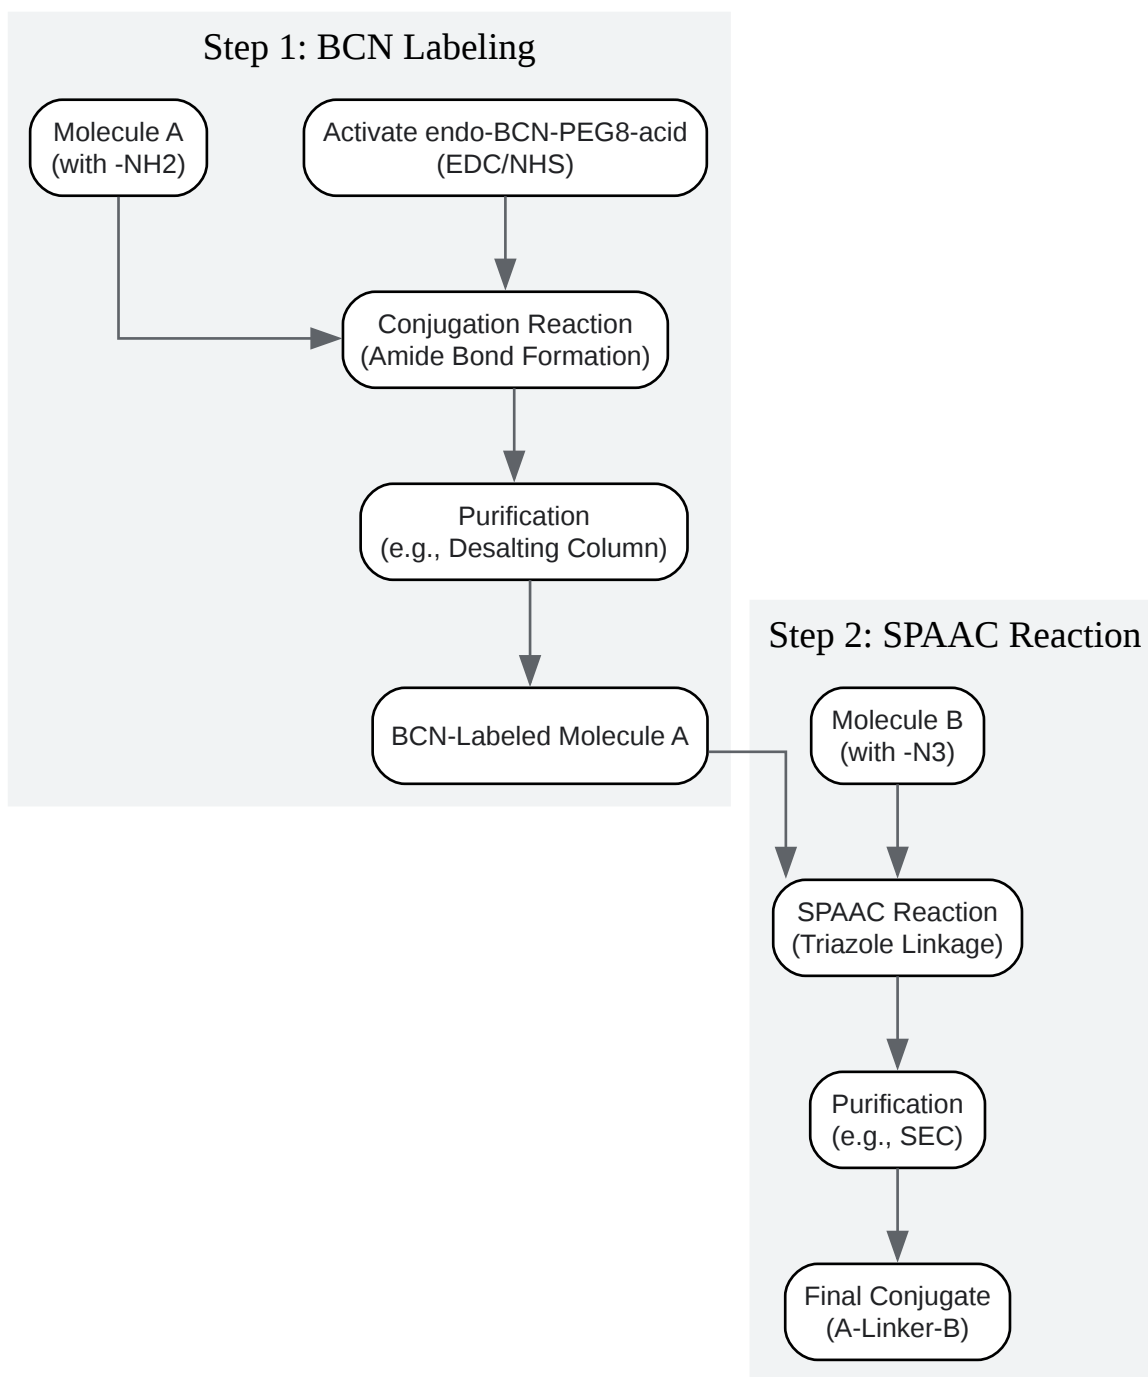 Step 1: BCN Labeling
Molecule A
(with -NH2)
Activate endo-BCN-PEG8-acid
(EDC/NHS)
Conjugation Reaction
(Amide Bond Formation)
Purification
(e.g., Desalting Column)
BCN-Labeled Molecule A
Step 2: SPAAC Reaction
Molecule B
(with -N3)
SPAAC Reaction
(Triazole Linkage)
Purification
(e.g., SEC)
Final Conjugate
(A-Linker-B)